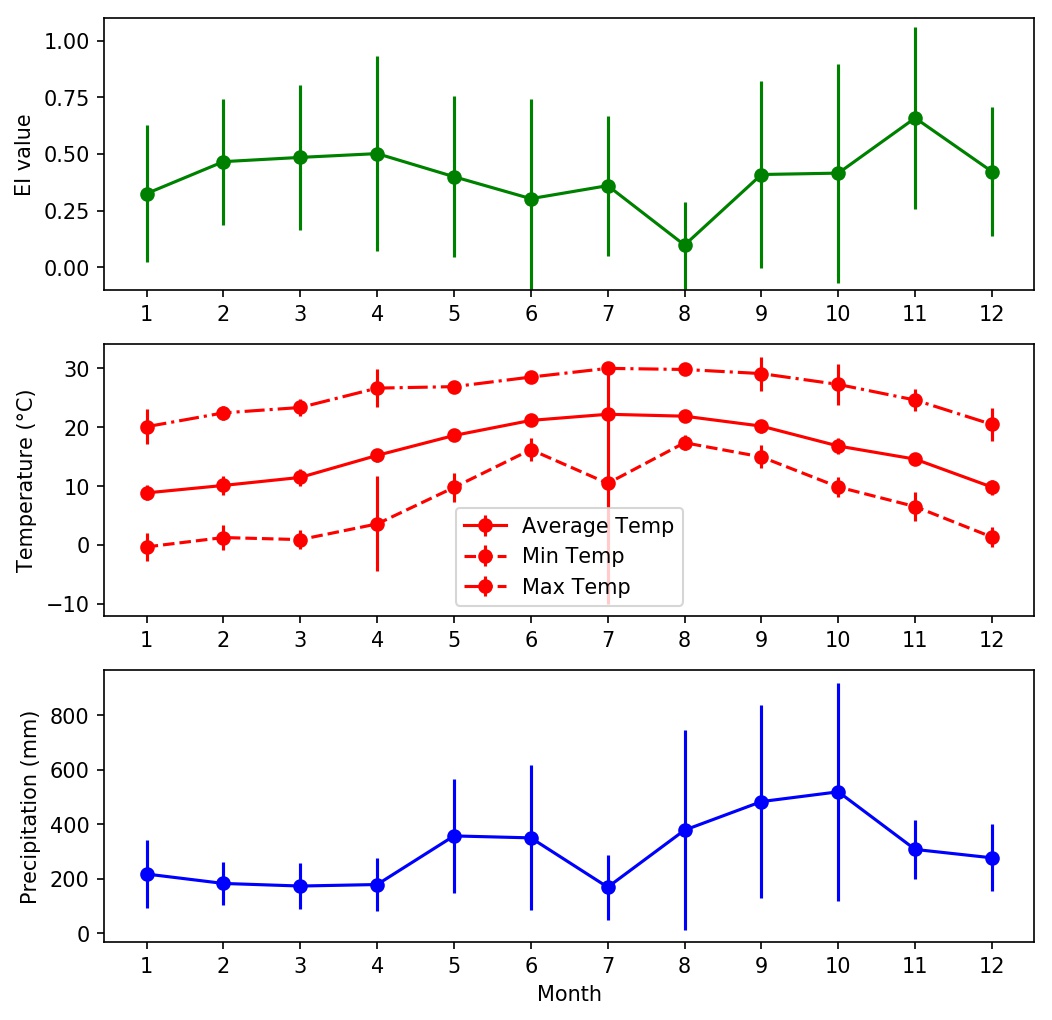 1.00
0.75
0.50
0.25
0.00
EI value
1 2 3 4 5 6 7 8 9 10 11 12
30
20
10
0
−10
Temperature (°C)
Average Temp
Min Temp
Max Temp
1 2 3 4 5 6 7 8 9 10 11 12
800
600
400
200
0
Precipitation (mm)
1 2 3 4 5 6 7 8 9 10 11 12
Month